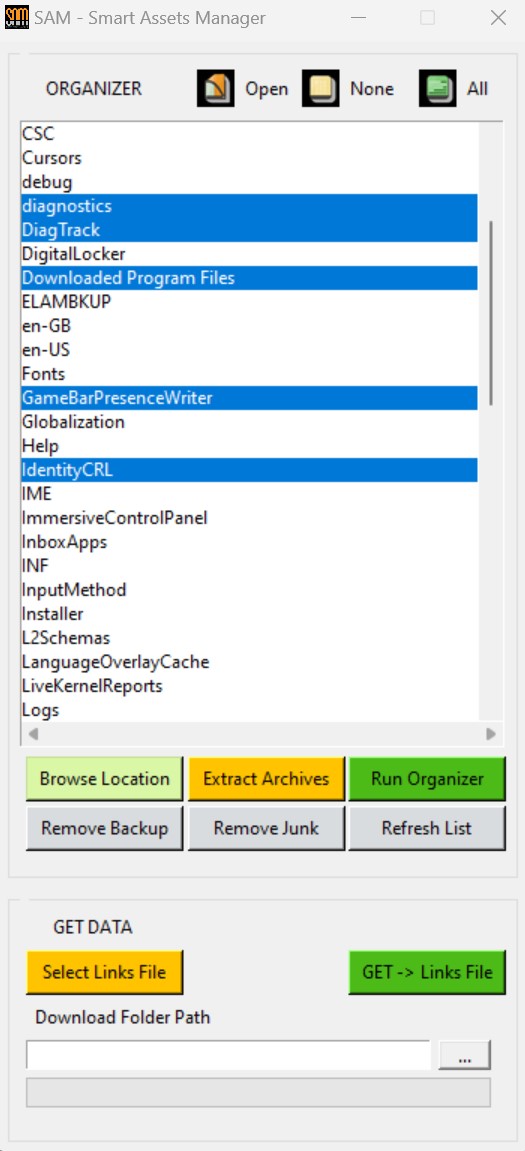 SAM SAM - Smart Assets Manager
ORGANIZER Open None All
CSC
Cursors
debug
diagnostics
DiagTrack
DigitalLocker
Downloaded Program Files
ELAMBKUP
en-GB
en-US
Fonts
GameBarPresenceWriter
Globalization
Help
IdentityCRL
IME
ImmersiveControlPanel
InboxApps
INF
InputMethod
Installer
L2Schemas
LanguageOverlayCache
LiveKernelReports
Logs
Browse Location Extract Archives Run Organizer
Remove Backup Remove Junk Refresh List
GET DATA
Select Links File GET -> Links File
Download Folder Path
...